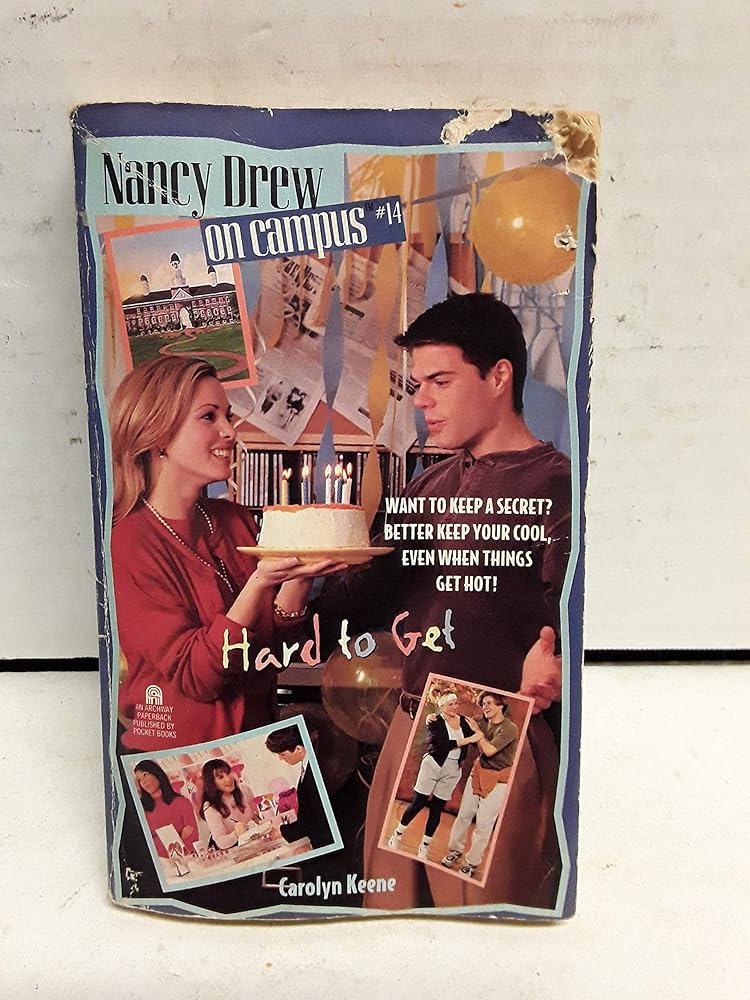 Nancy Drew
on campus™ #14
WANT TO KEEP A SECRET?
BETTER KEEP YOUR COOL,
EVEN WHEN THINGS
GET HOT!
Hard to Get
AN ARCHWAY
PAPERBACK
PUBLISHED BY
POCKET BOOKS
Carolyn Keene